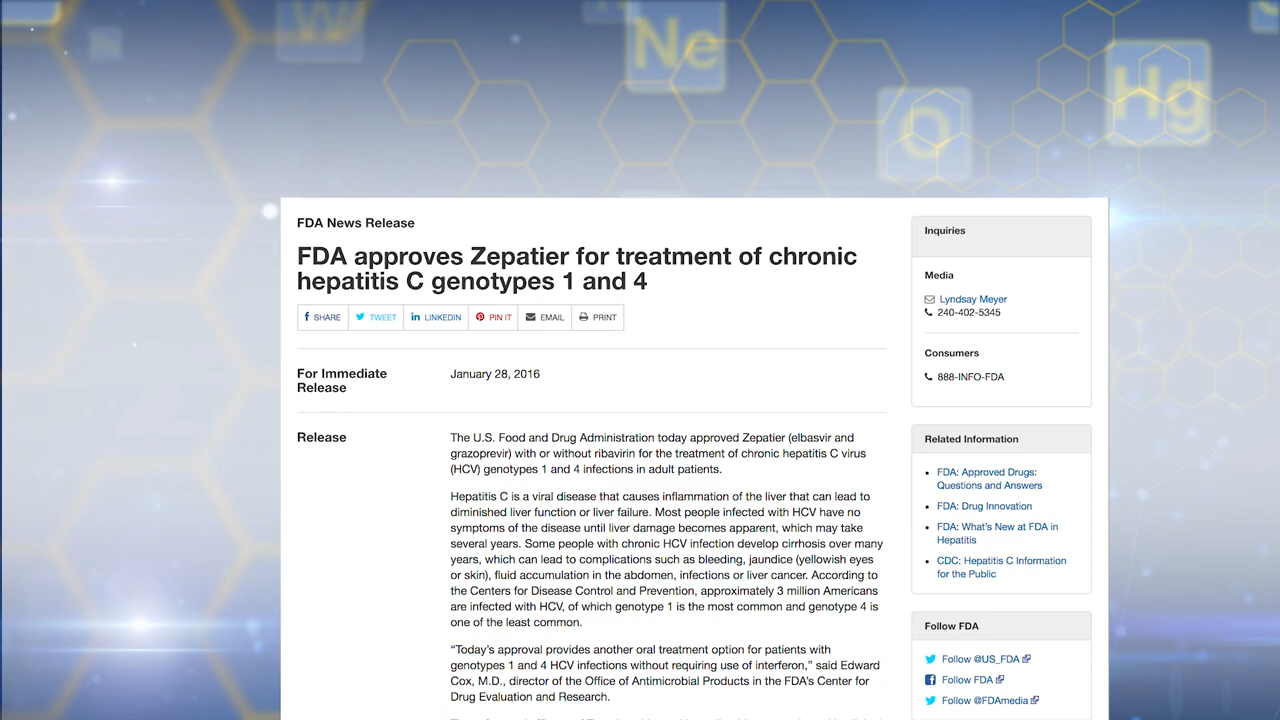 W
Ne
O
Hg
FDA News Release
FDA approves Zepatier for treatment of chronic
hepatitis C genotypes 1 and 4
SHARE
TWEET
LINKEDIN
PIN IT
EMAIL
PRINT
For Immediate
Release
January 28, 2016
Release
The U.S. Food and Drug Administration today approved Zepatier (elbasvir and
grazoprevir) with or without ribavirin for the treatment of chronic hepatitis C virus
(HCV) genotypes 1 and 4 infections in adult patients.
Hepatitis C is a viral disease that causes inflammation of the liver that can lead to
diminished liver function or liver failure. Most people infected with HCV have no
symptoms of the disease until liver damage becomes apparent, which may take
several years. Some people with chronic HCV infection develop cirrhosis over many
years, which can lead to complications such as bleeding, jaundice (yellowish eyes
or skin), fluid accumulation in the abdomen, infections or liver cancer. According to
the Centers for Disease Control and Prevention, approximately 3 million Americans
are infected with HCV, of which genotype 1 is the most common and genotype 4 is
one of the least common.
“Today’s approval provides another oral treatment option for patients with
genotypes 1 and 4 HCV infections without requiring use of interferon,” said Edward
Cox, M.D., director of the Office of Antimicrobial Products in the FDA’s Center for
Drug Evaluation and Research.
Inquiries
Media
Lyndsay Meyer
240-402-5345
Consumers
888-INFO-FDA
Related Information
FDA: Approved Drugs:
Questions and Answers
FDA: Drug Innovation
FDA: What’s New at FDA in
Hepatitis
CDC: Hepatitis C Information
for the Public
Follow FDA
Follow @US_FDA
Follow FDA
Follow @FDAmedia